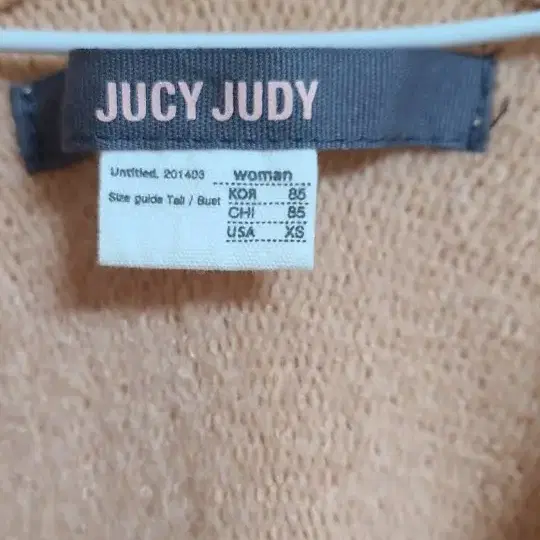 JUCY JUDY
Untitled, 201403 woman
Size guide Tall / Bust KOR 85
CHI 85
USA XS